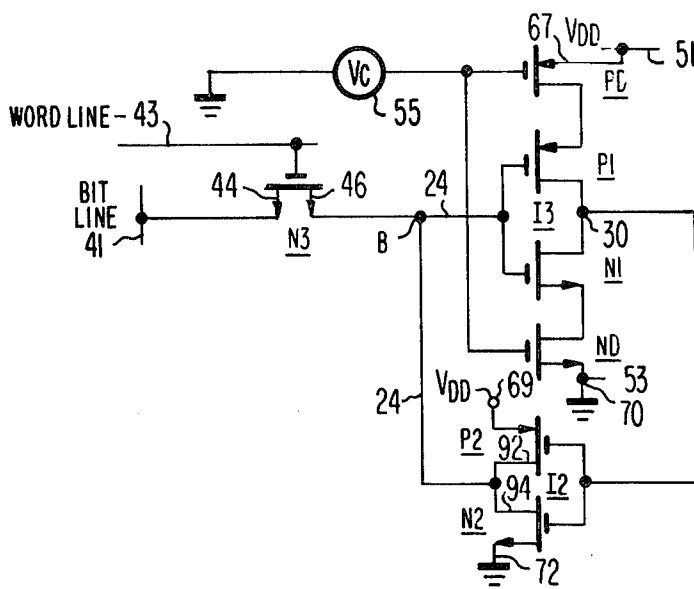 67 VDD 51
VC PD
WORD LINE - 43 55
P1
BIT LINE 41
44 46 24
I3
B 30
N3 N1
ND
53
VDD 69 70
24
P2
92
I2
94
N2
72